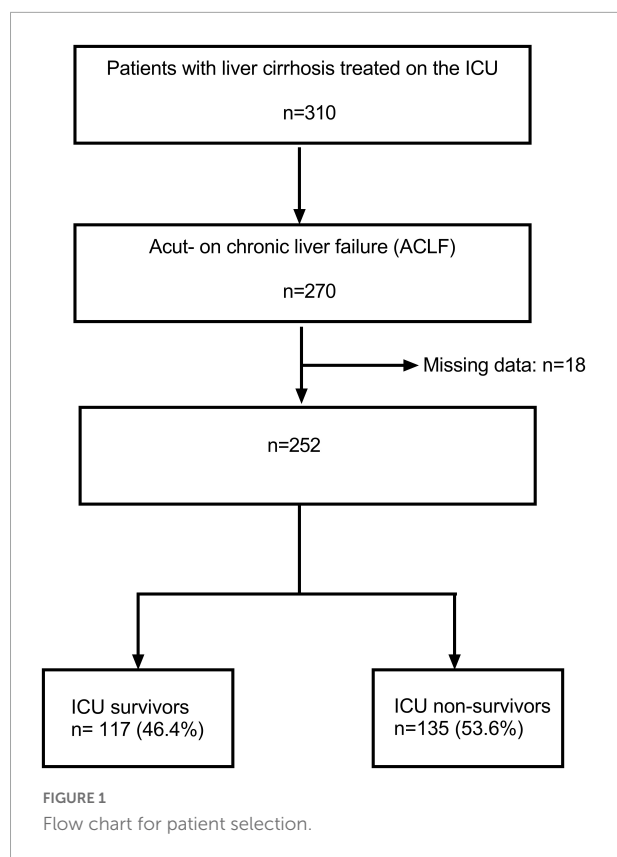 Patients with liver cirrhosis treated on the ICU
n=310
Acut- on chronic liver failure (ACLF)
n=270
Missing data: n=18
n=252
ICU survivors
n= 117 (46.4%)
ICU non-survivors
n=135 (53.6%)
FIGURE 1
Flow chart for patient selection.